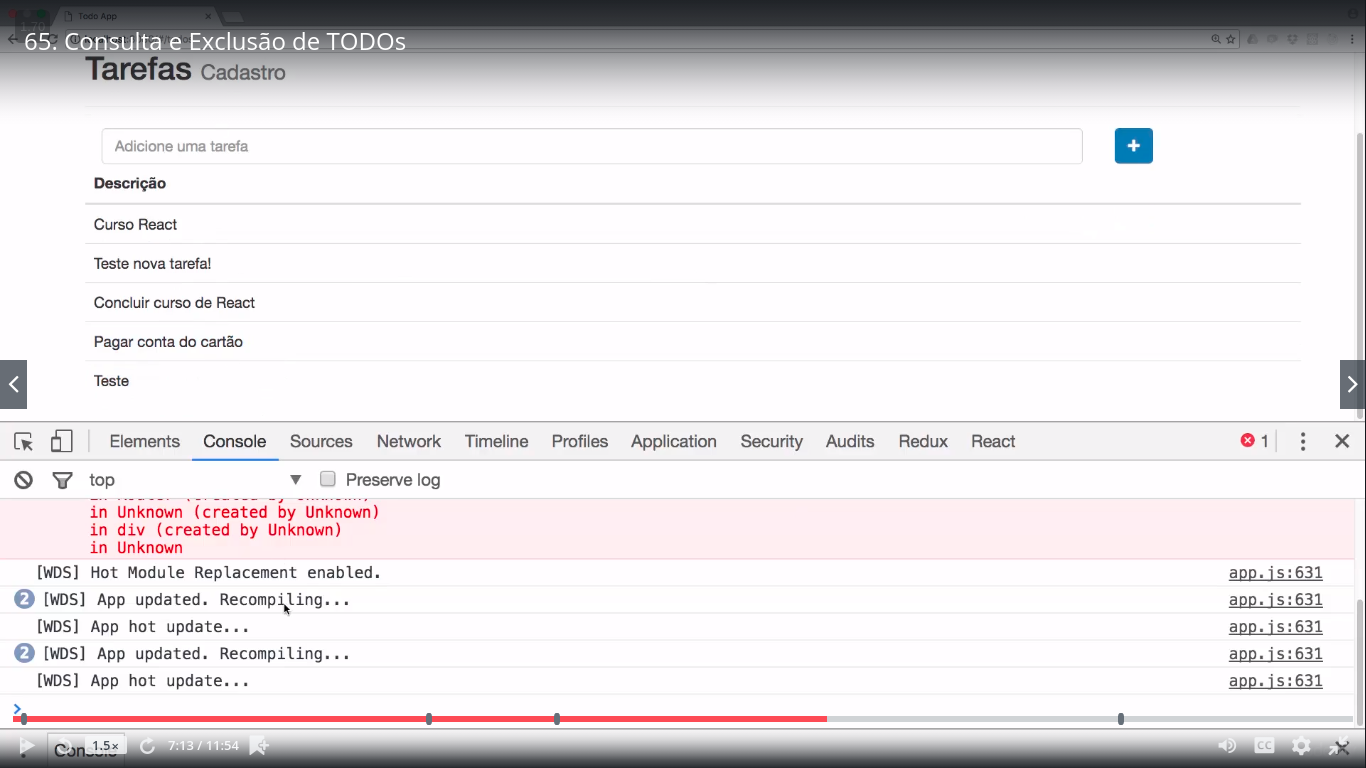 Todo App
65. Consulta e Exclusão de TODOs
Tarefas Cadastro
Adicione uma tarefa
+
Descrição
Curso React
Teste nova tarefa!
Concluir curso de React
Pagar conta do cartão
Teste
Elements Console Sources Network Timeline Profiles Application Security Audits Redux React 1
top Preserve log
in Unknown (created by Unknown)
in div (created by Unknown)
in Unknown
[WDS] Hot Module Replacement enabled. app.js:631
2 [WDS] App updated. Recompiling... app.js:631
[WDS] App hot update... app.js:631
2 [WDS] App updated. Recompiling... app.js:631
[WDS] App hot update... app.js:631
Console 1.5× 7:13 / 11:54 CC